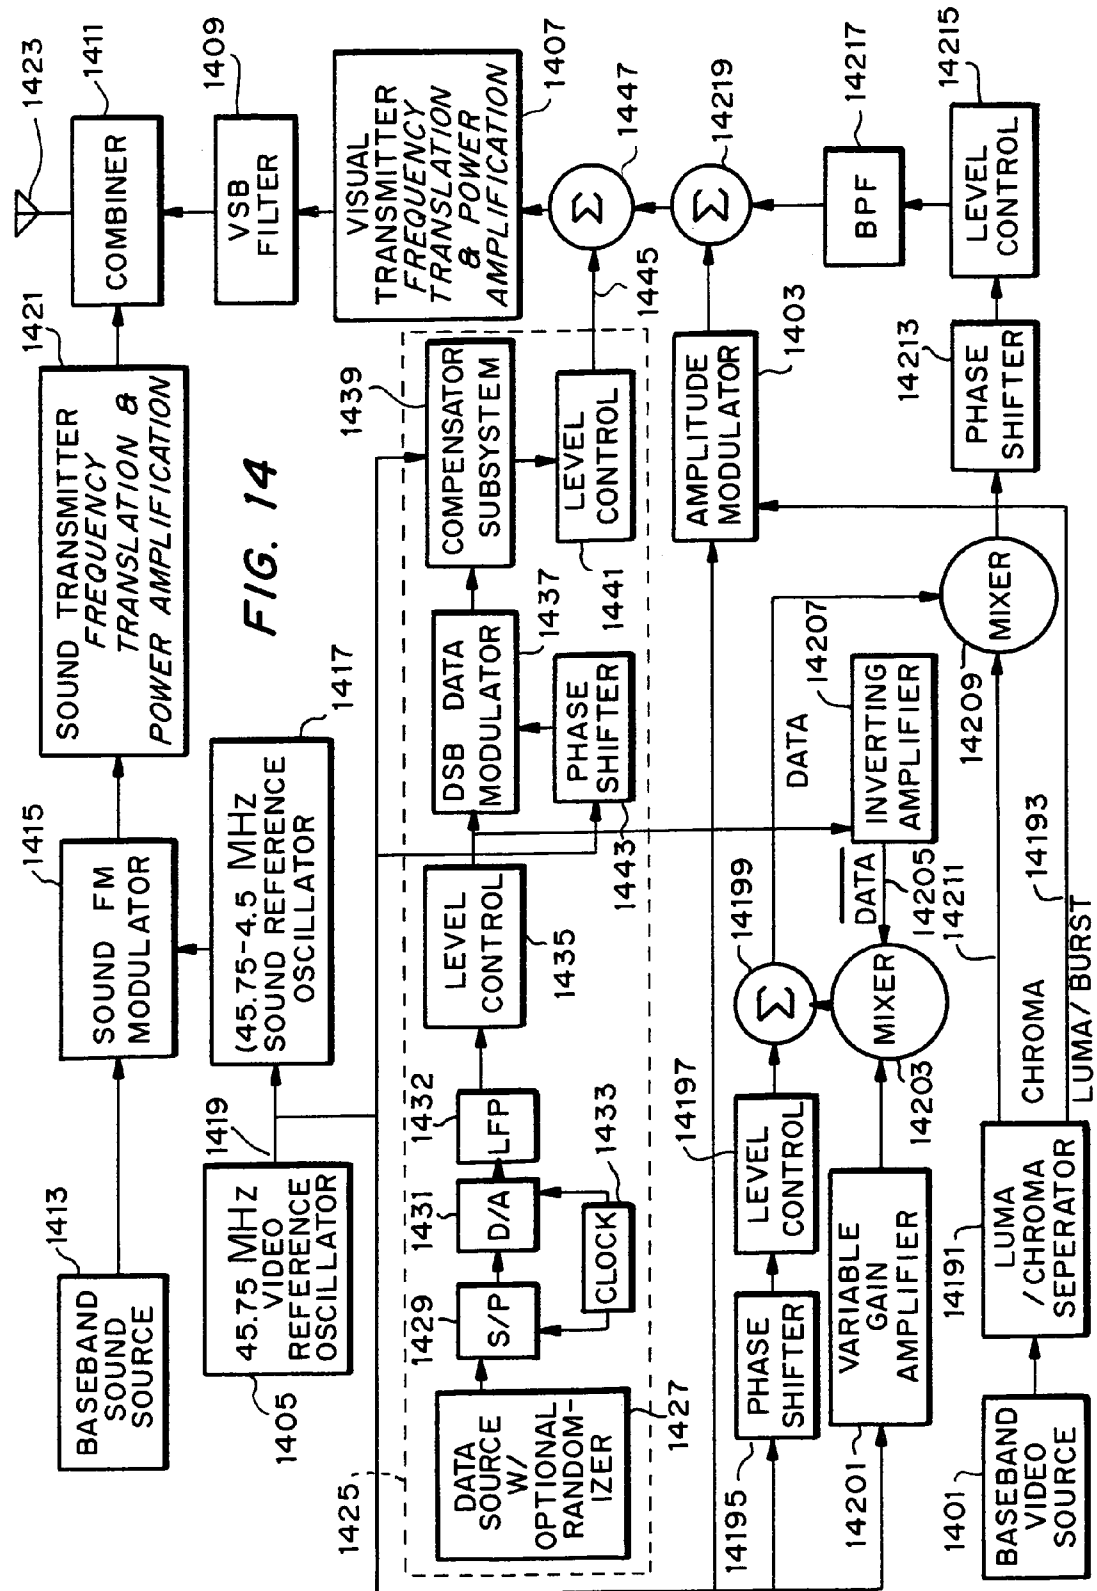 1423
1411
COMBINER
1409
VSB
FILTER
1407
VISUAL
TRANSMITTER
FREQUENCY
TRANSLATION
& POWER
AMPLIFICATION
1447
Σ
14219
Σ
14217
BPF
14215
LEVEL
CONTROL
1421
SOUND TRANSMITTER
FREQUENCY
TRANSLATION &
POWER AMPLIFICATION
FIG. 14
1439
COMPENSATOR
SUBSYSTEM
1445
LEVEL
CONTROL
1441
1403
AMPLITUDE
MODULATOR
14213
PHASE
SHIFTER
1415
SOUND FM
MODULATOR
1417
(45.75-4.5 MHz
SOUND REFERENCE
OSCILLATOR
1437
DSB DATA
MODULATOR
PHASE
SHIFTER
1443
DATA
14207
INVERTING
AMPLIFIER
MIXER
14209
LEVEL
CONTROL
1435
14199
Σ
DATA
14205
14211
14193
MIXER
14203
CHROMA
LUMA/BURST
1413
BASEBAND
SOUND
SOURCE
1419
45.75 MHz
VIDEO
REFERENCE
OSCILLATOR
1405
1432
LFP
1431
D/A
1433
CLOCK
1429
S/P
1427
DATA
SOURCE
W/
OPTIONAL
RANDOM-
IZER
1425
14197
LEVEL
CONTROL
PHASE
SHIFTER
14195
VARIABLE
GAIN
AMPLIFIER
14201
14191
LUMA
/CHROMA
SEPERATOR
1401
BASEBAND
VIDEO
SOURCE